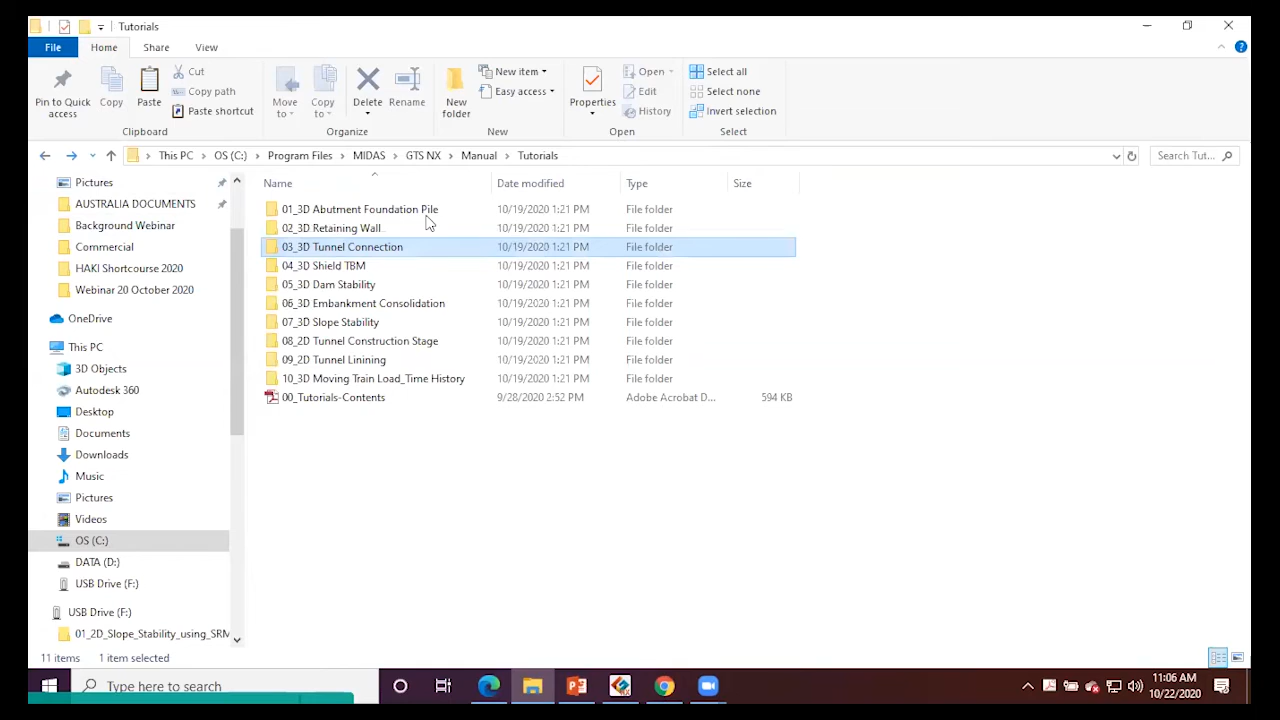 Tutorials
File Home Share View
Pin to Quick access
Copy
Paste
Cut
Copy path
Paste shortcut
Clipboard
Move to
Copy to
Delete
Rename
Organize
New folder
New item
Easy access
New
Properties
Open
Edit
History
Open
Select all
Select none
Invert selection
Select
This PC > OS (C:) > Program Files > MIDAS > GTS NX > Manual > Tutorials
Search Tut...
Name Date modified Type Size
01_3D Abutment Foundation Pile 10/19/2020 1:21 PM File folder
02_3D Retaining Wall 10/19/2020 1:21 PM File folder
03_3D Tunnel Connection 10/19/2020 1:21 PM File folder
04_3D Shield TBM 10/19/2020 1:21 PM File folder
05_3D Dam Stability 10/19/2020 1:21 PM File folder
06_3D Embankment Consolidation 10/19/2020 1:21 PM File folder
07_3D Slope Stability 10/19/2020 1:21 PM File folder
08_2D Tunnel Construction Stage 10/19/2020 1:21 PM File folder
09_2D Tunnel Linining 10/19/2020 1:21 PM File folder
10_3D Moving Train Load_Time History 10/19/2020 1:21 PM File folder
00_Tutorials-Contents 9/28/2020 2:52 PM Adobe Acrobat D... 594 KB
Pictures
AUSTRALIA DOCUMENTS
Background Webinar
Commercial
HAKI Shortcourse 2020
Webinar 20 October 2020
OneDrive
This PC
3D Objects
Autodesk 360
Desktop
Documents
Downloads
Music
Pictures
Videos
OS (C:)
DATA (D:)
USB Drive (F:)
USB Drive (F:)
01_2D_Slope_Stability_using_SRM
11 items 1 item selected
Type here to search
11:06 AM
10/22/2020